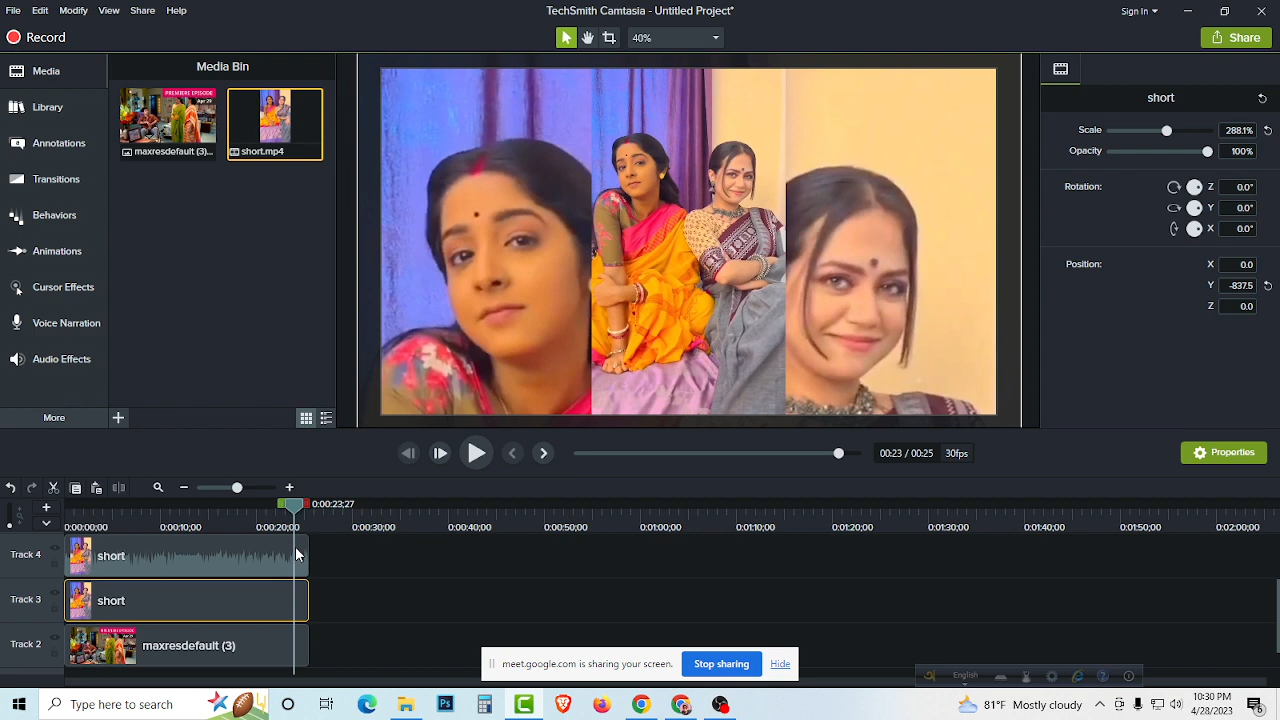 File Edit Modify View Share Help
TechSmith Camtasia - Untitled Project*
Sign In
Record
40%
Share
Media
Library
Annotations
Transitions
Behaviors
Animations
Cursor Effects
Voice Narration
Audio Effects
More
Media Bin
PREMIERE EPISODE
Apr 29
maxresdefault (3)...
short.mp4
short
Scale 288.1%
Opacity 100%
Rotation: Z 0.0°
Y 0.0°
X 0.0°
Position: X 0.0
Y -837.5
Z 0.0
00:23 / 00:25 30fps
Properties
0:00:23;27
0:00:00;00 0:00:10;00 0:00:20;00 0:00:30;00 0:00:40;00 0:00:50;00 0:01:00;00 0:01:10;00 0:01:20;00 0:01:30;00 0:01:40;00 0:01:50;00 0:02:00;00
Track 4 short
Track 3 short
Track 2 maxresdefault (3)
meet.google.com is sharing your screen. Stop sharing Hide
English
Type here to search
Ps
81°F Mostly cloudy
10:30 PM
4/28/2023
6